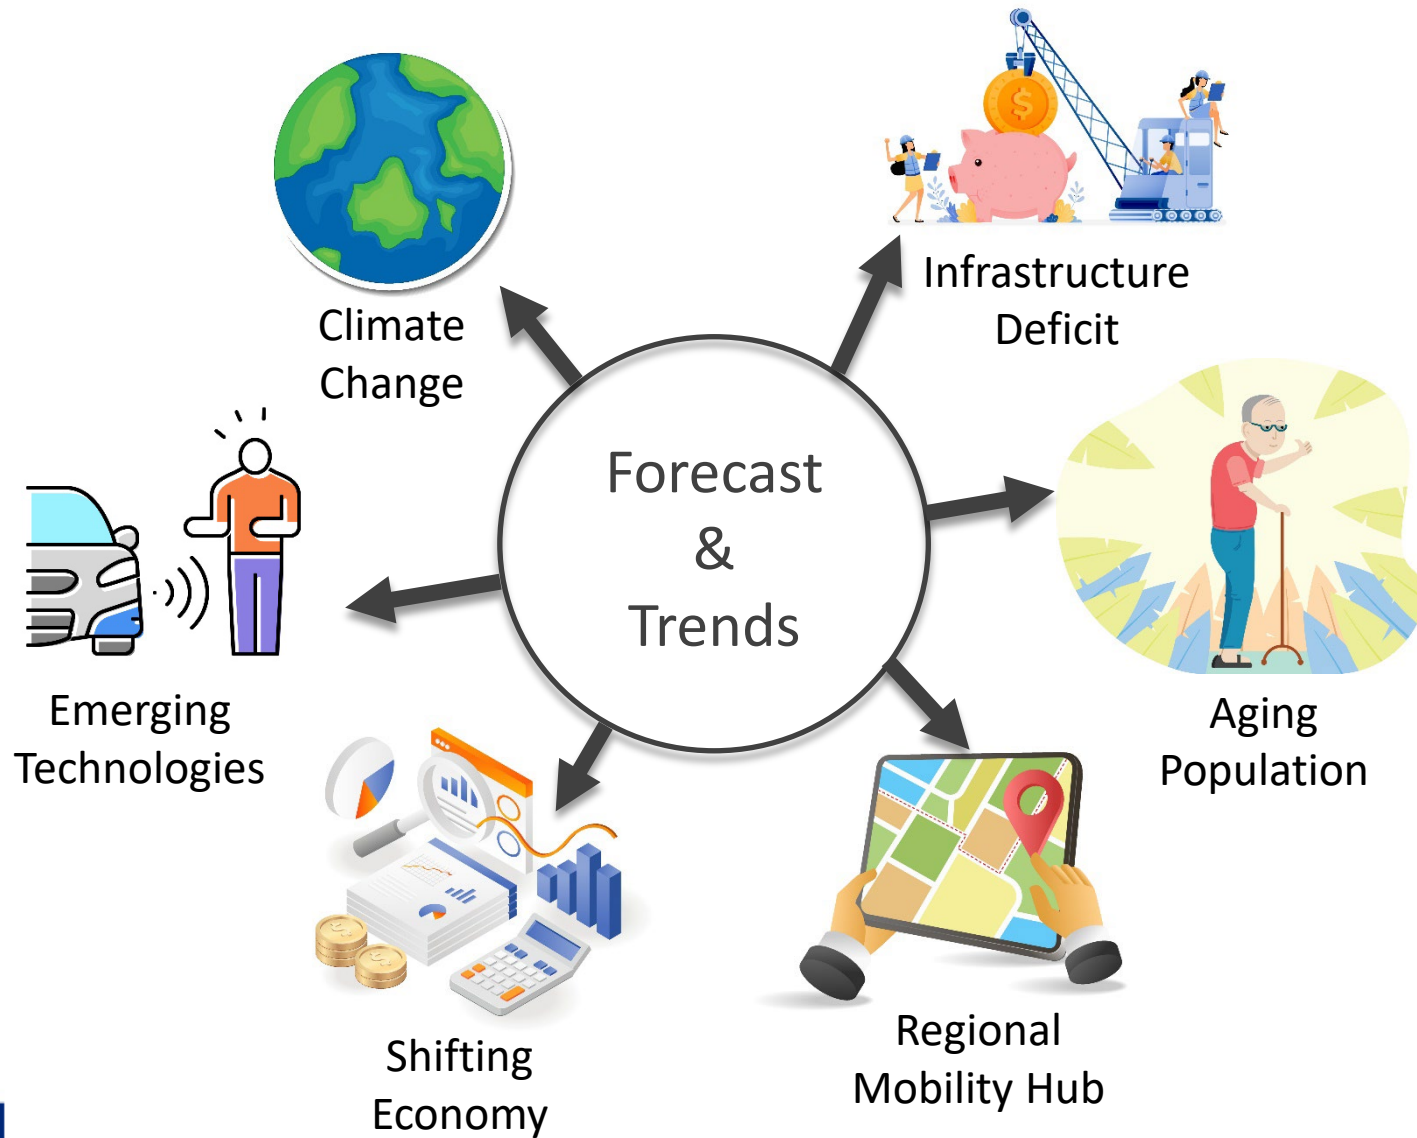 Climate
Change
Infrastructure
Deficit
Forecast
&
Trends
Emerging
Technologies
Aging
Population
Shifting
Economy
Regional
Mobility Hub